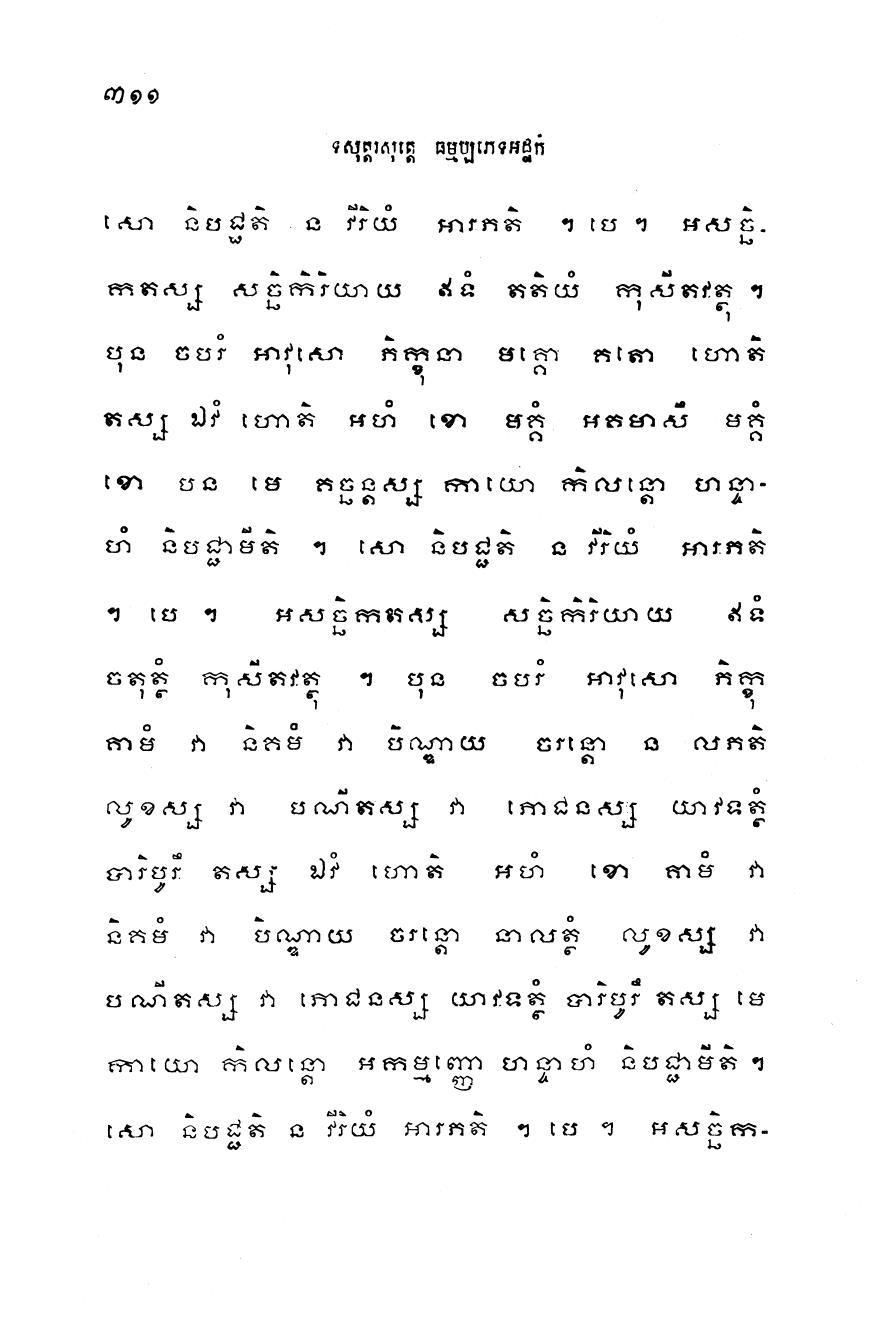 ៣១១
ទសុត្តរសុត្តេ ធម្មប្បភេទអដ្ឋកំ
សោ និបជ្ជតិ ន វីរិយំ អារភតិ ។ បេ ។ អសច្ឆិ-
កតស្ស សច្ឆិកិរិយាយ ឥទំ តតិយំ កុសីតវត្ថុ ។
បុន ចបរំ អាវុសោ ភិក្ខុនា មគ្គោ គតោ ហោតិ
តស្ស ឯវំ ហោតិ អហំ ខោ មគ្គំ អគមាសឹ មគ្គំ
ខោ បន មេ គច្ឆន្តស្ស កាយោ កិលន្តោ ហន្ទា-
ហំ និបជ្ជាមីតិ ។ សោ និបជ្ជតិ ន វីរិយំ អារភតិ
។ បេ ។ អសច្ឆិកតស្ស សច្ឆិកិរិយាយ ឥទំ
ចតុត្ថំ កុសីតវត្ថុ ។ បុន ចបរំ អាវុសោ ភិក្ខុ
គាមំ វា និគមំ វា បិណ្ឌាយ ចរន្តោ ន លភតិ
លូខស្ស វា បណីតស្ស វា ភោជនស្ស យាវទត្ថំ
បារិបូរឹ តស្ស ឯវំ ហោតិ អហំ ខោ គាមំ វា
និគមំ វា បិណ្ឌាយ ចរន្តោ នាលត្ថំ លូខស្ស វា
បណីតស្ស វា ភោជនស្ស យាវទត្ថំ បារិបូរឹ តស្ស មេ
កាយោ កិលន្តោ អកម្មញ្ញោ ហន្ទាហំ និបជ្ជាមីតិ ។
សោ និបជ្ជតិ ន វីរិយំ អារភតិ ។ បេ ។ អសច្ឆិក-